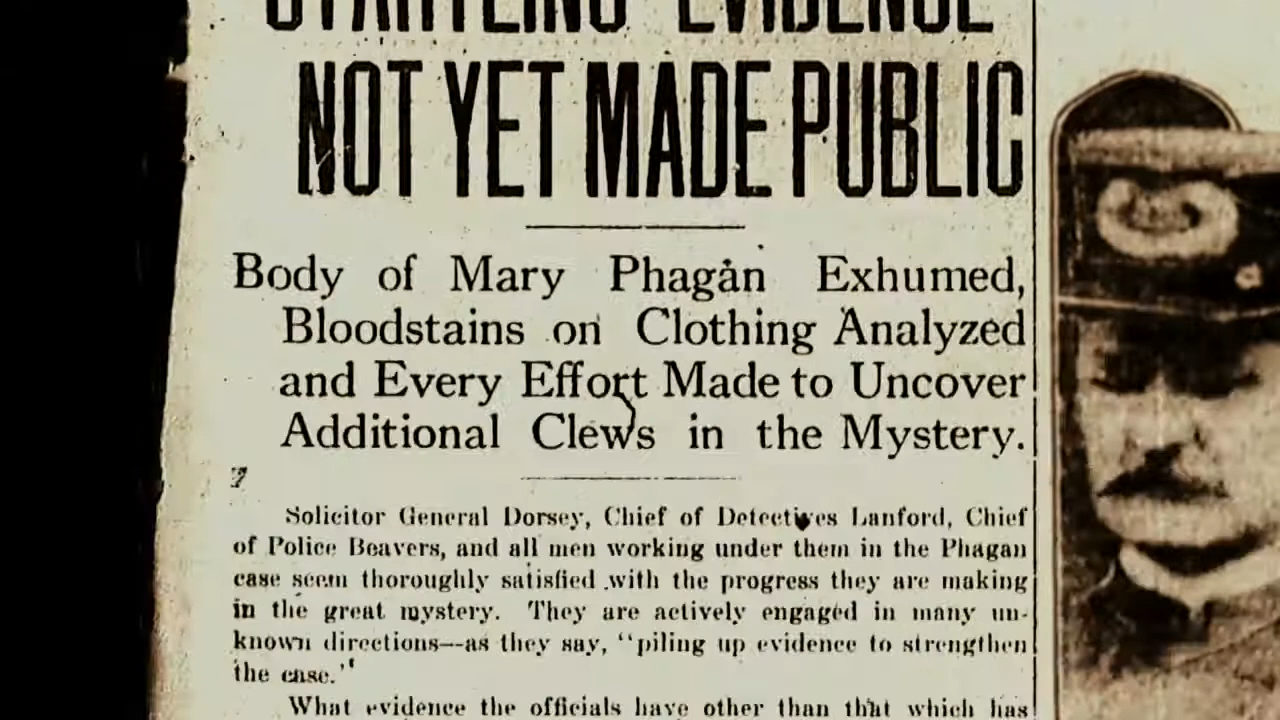 STARTLING EVIDENCE
NOT YET MADE PUBLIC
Body of Mary Phagan Exhumed,
Bloodstains on Clothing Analyzed
and Every Effort Made to Uncover
Additional Clews in the Mystery.
Solicitor General Dorsey, Chief of Detectives Lanford, Chief
of Police Beavers, and all men working under them in the Phagan
case seem thoroughly satisfied with the progress they are making
in the great mystery. They are actively engaged in many un-
known directions—as they say, "piling up evidence to strengthen
the case."
What evidence the officials have other than that which has